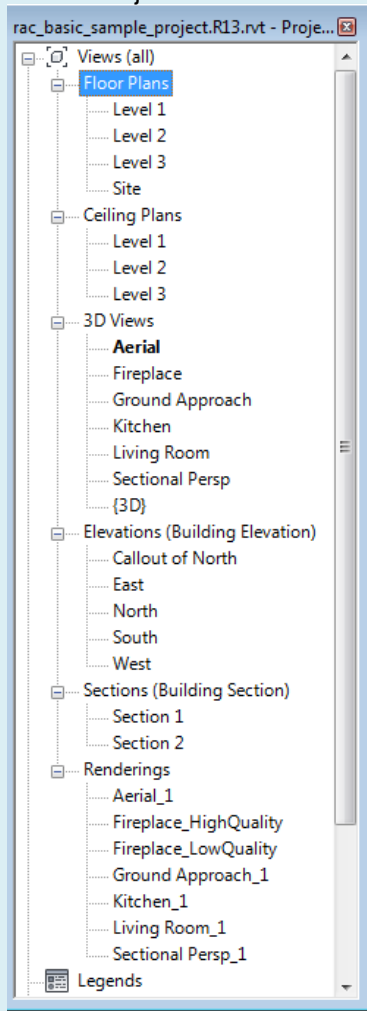 rac_basic_sample_project.R13.rvt - Proje...
Views (all)
Floor Plans
Level 1
Level 2
Level 3
Site
Ceiling Plans
Level 1
Level 2
Level 3
3D Views
Aerial
Fireplace
Ground Approach
Kitchen
Living Room
Sectional Persp
{3D}
Elevations (Building Elevation)
Callout of North
East
North
South
West
Sections (Building Section)
Section 1
Section 2
Renderings
Aerial_1
Fireplace_HighQuality
Fireplace_LowQuality
Ground Approach_1
Kitchen_1
Living Room_1
Sectional Persp_1
Legends